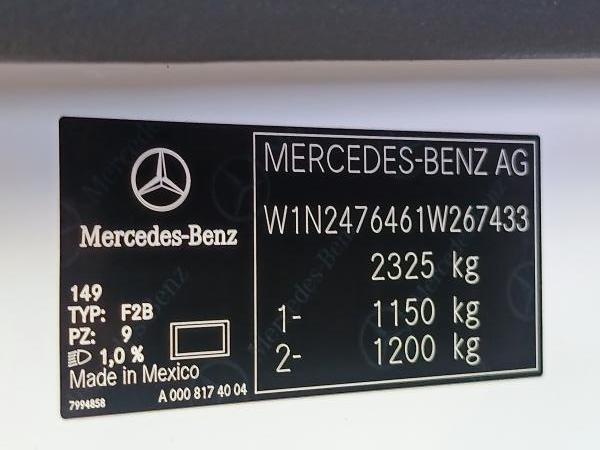 Mercedes-Benz
149
TYP: F2B
PZ: 9
1,0 %
Made in Mexico
7994858
A 000 817 40 04
MERCEDES-BENZ AG
W1N2476461W267433
2325 kg
1- 1150 kg
2- 1200 kg